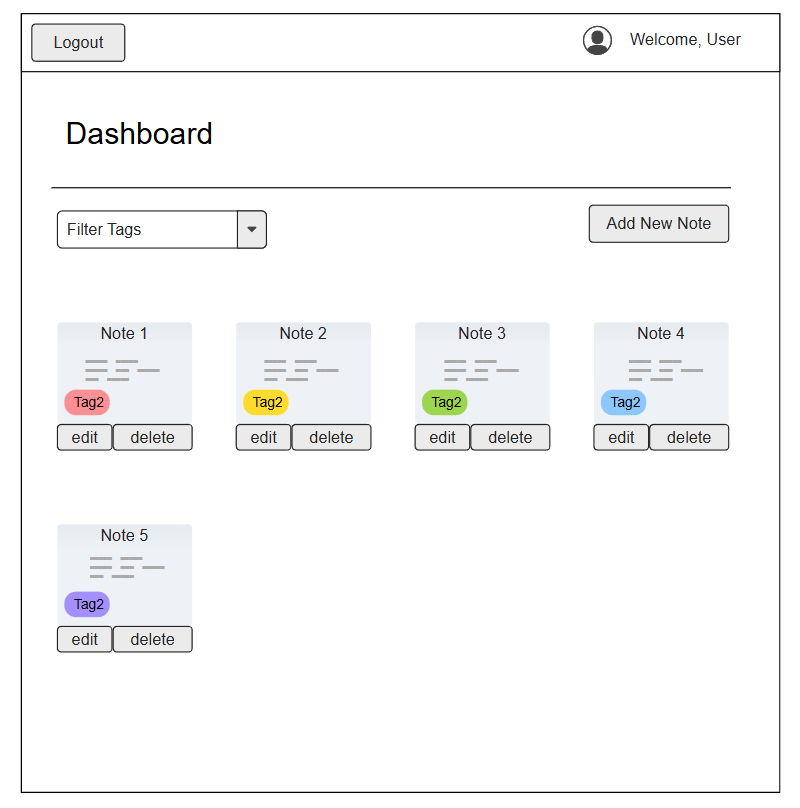 Logout
Welcome, User
Dashboard
Filter Tags
Add New Note
Note 1
Tag2
edit
delete
Note 2
Tag2
edit
delete
Note 3
Tag2
edit
delete
Note 4
Tag2
edit
delete
Note 5
Tag2
edit
delete